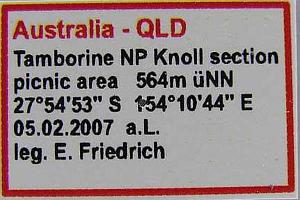 Australia - QLD
Tamborine NP Knoll section
picnic area 564m üNN
27°54'53" S 154°10'44" E
05.02.2007 a.L.
leg. E. Friedrich